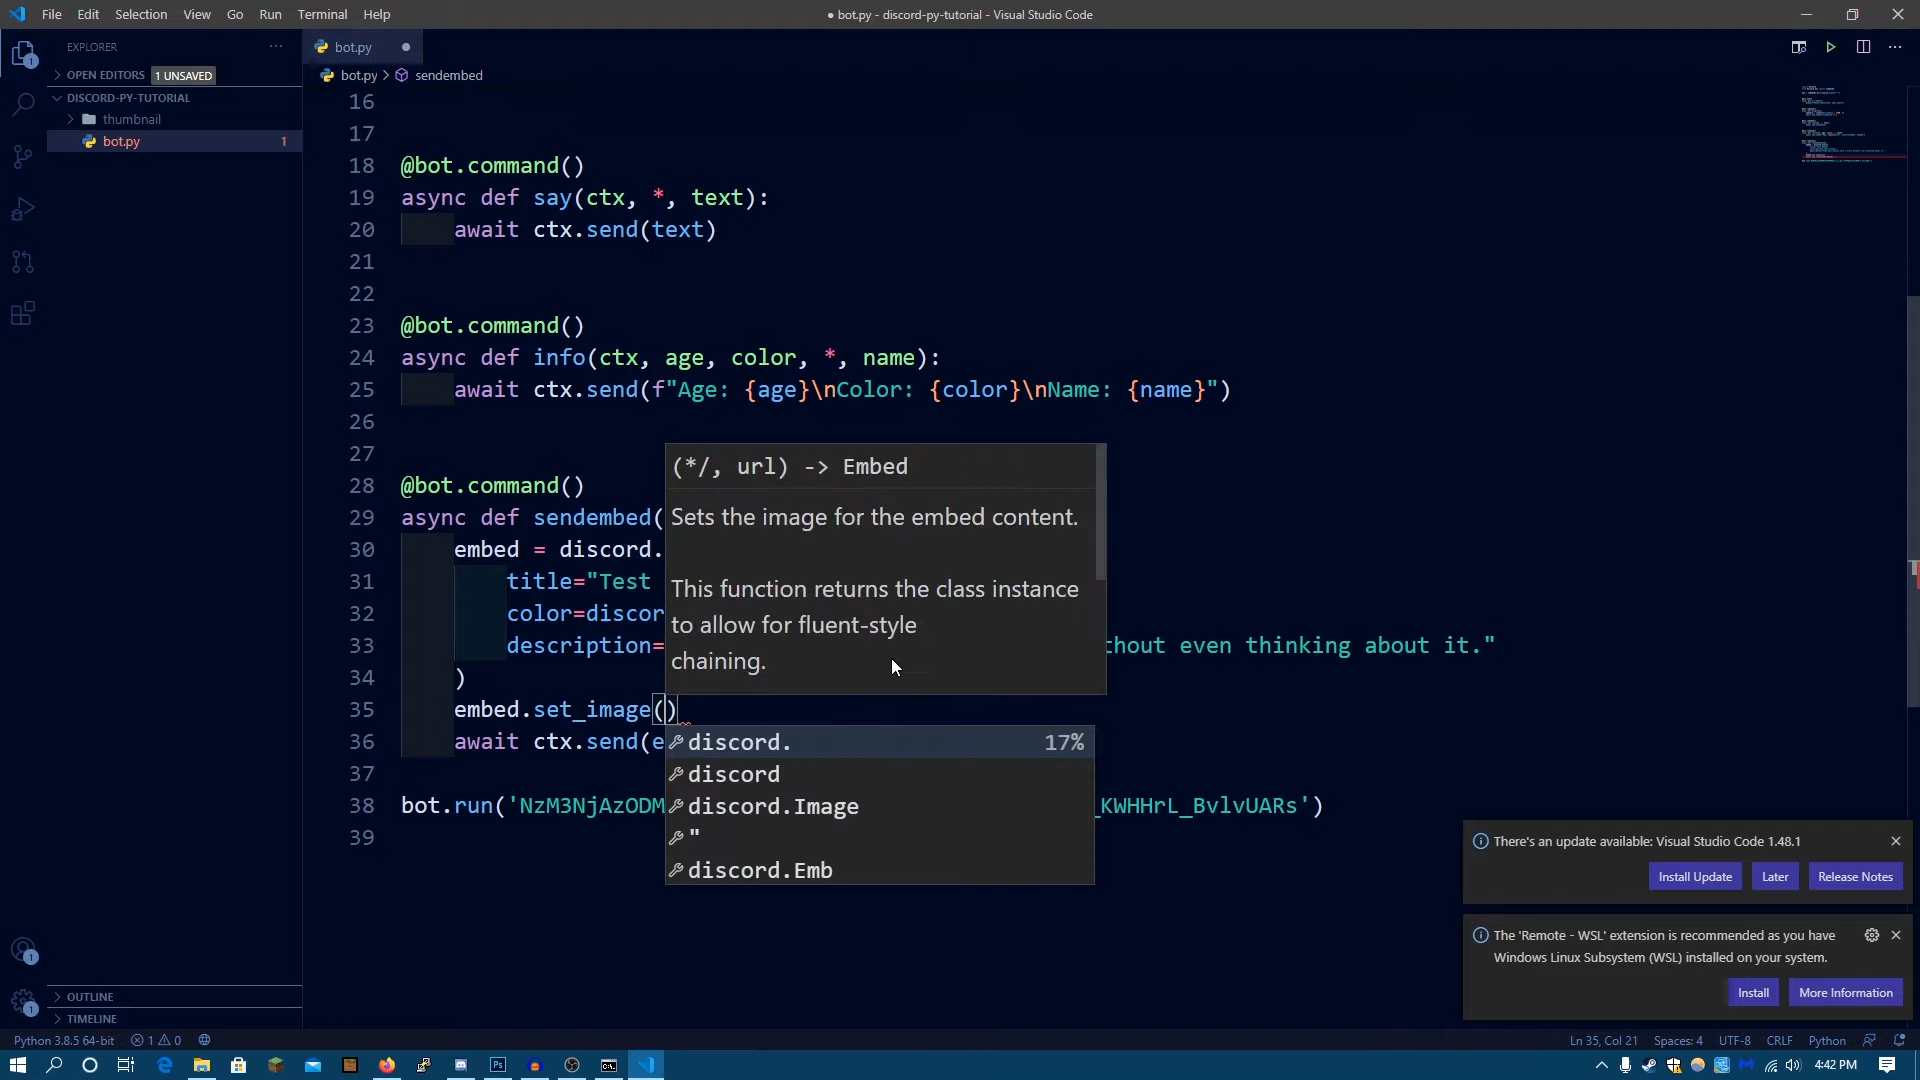 File Edit Selection View Go Run Terminal Help
● bot.py - discord-py-tutorial - Visual Studio Code
EXPLORER
OPEN EDITORS 1 UNSAVED
DISCORD-PY-TUTORIAL
thumbnail
bot.py 1
OUTLINE
TIMELINE
bot.py
bot.py > sendembed
16
17
18 @bot.command()
19 async def say(ctx, *, text):
20 await ctx.send(text)
21
22
23 @bot.command()
24 async def info(ctx, age, color, *, name):
25 await ctx.send(f"Age: {age}\nColor: {color}\nName: {name}")
26
27
28 @bot.command()
29 async def sendembed(
30 embed = discord.
31 title="Test
32 color=discor
33 description= thout even thinking about it."
34 )
35 embed.set_image()
36 await ctx.send(e
37
38 bot.run('NzM3NjAzODM _KWHHrL_BvlvUARs')
39
(*/, url) -> Embed
Sets the image for the embed content.
This function returns the class instance
to allow for fluent-style
chaining.
discord. 17%
discord
discord.Image
"
discord.Emb
There's an update available: Visual Studio Code 1.48.1
Install Update Later Release Notes
The 'Remote - WSL' extension is recommended as you have
Windows Linux Subsystem (WSL) installed on your system.
Install More Information
Python 3.8.5 64-bit 1 0 Ln 35, Col 21 Spaces: 4 UTF-8 CRLF Python
4:42 PM